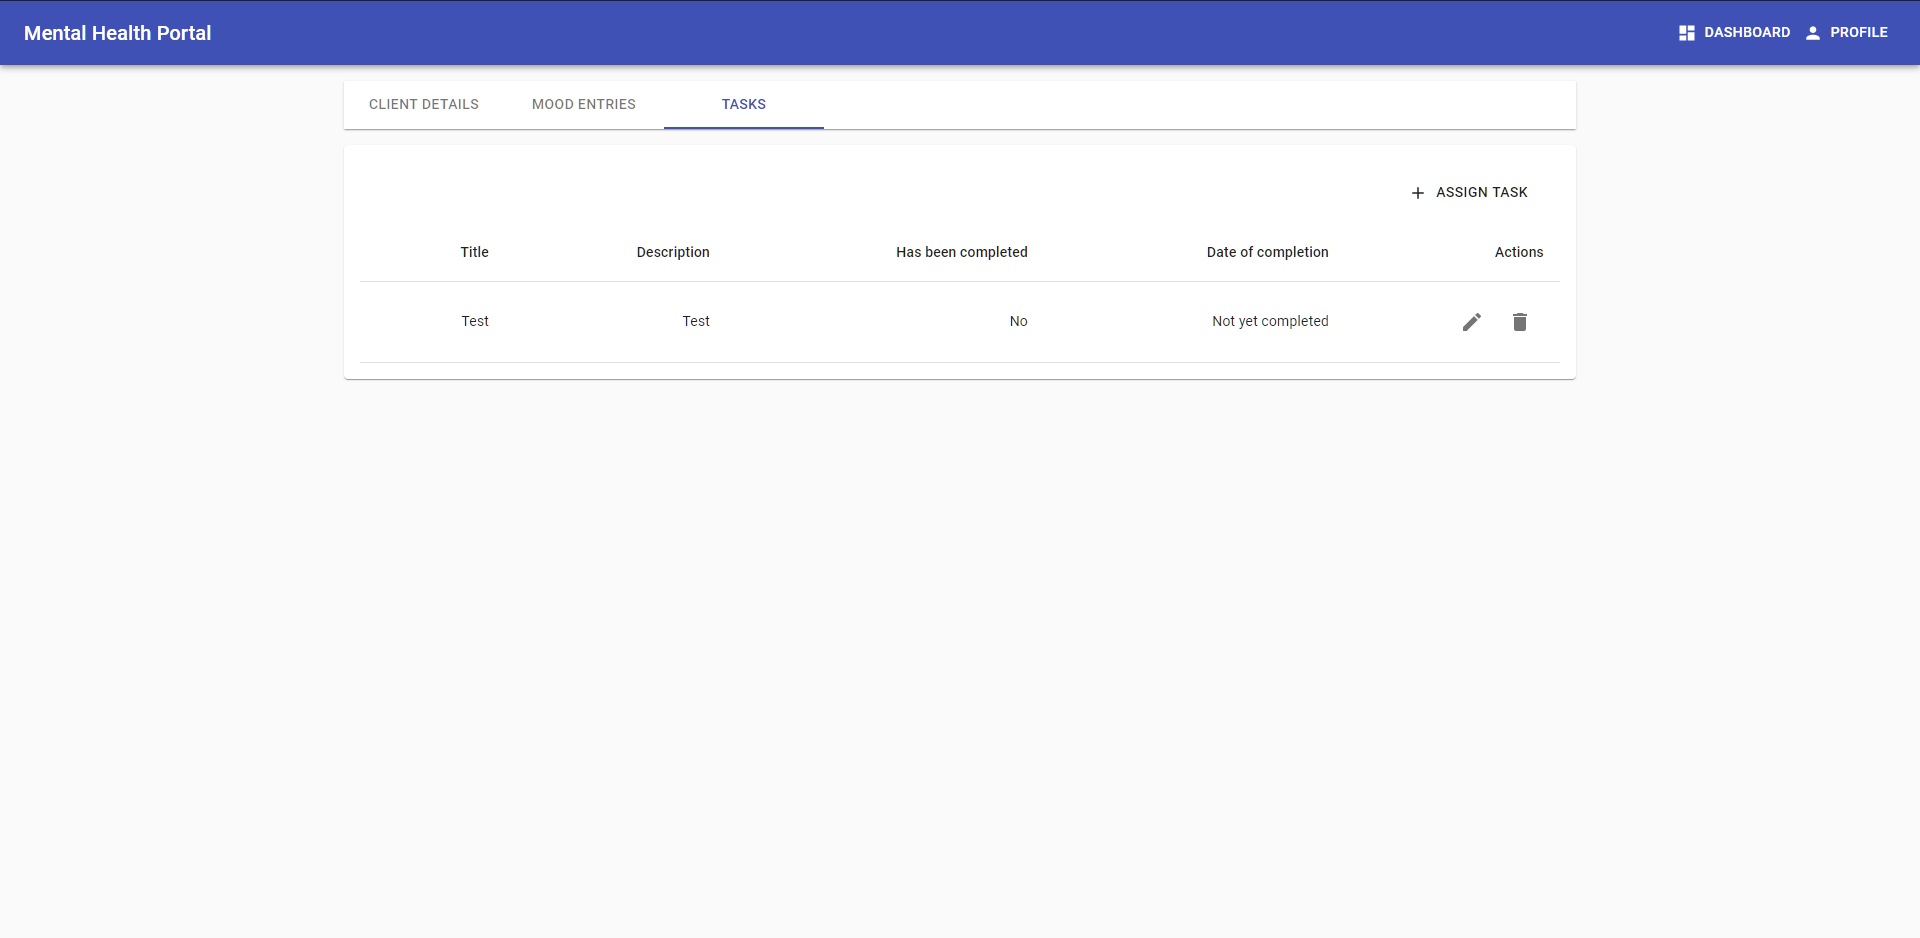 Mental Health Portal
DASHBOARD PROFILE
CLIENT DETAILS MOOD ENTRIES TASKS
ASSIGN TASK
Title Description Has been completed Date of completion Actions
Test Test No Not yet completed